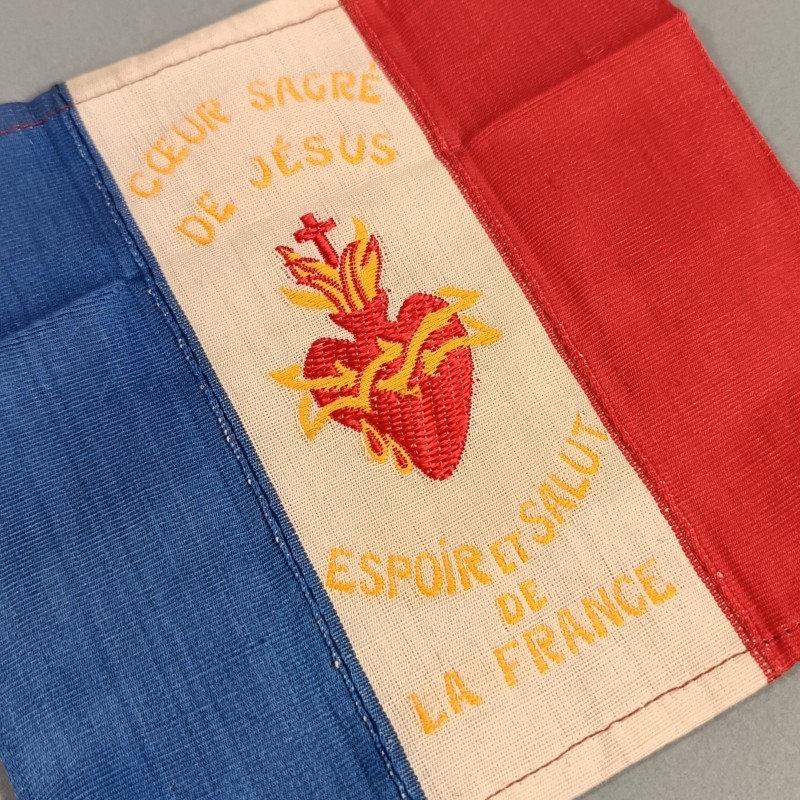 CŒUR SACRÉ
DE JÉSUS
ESPOIR ET SALUT
DE
LA FRANCE